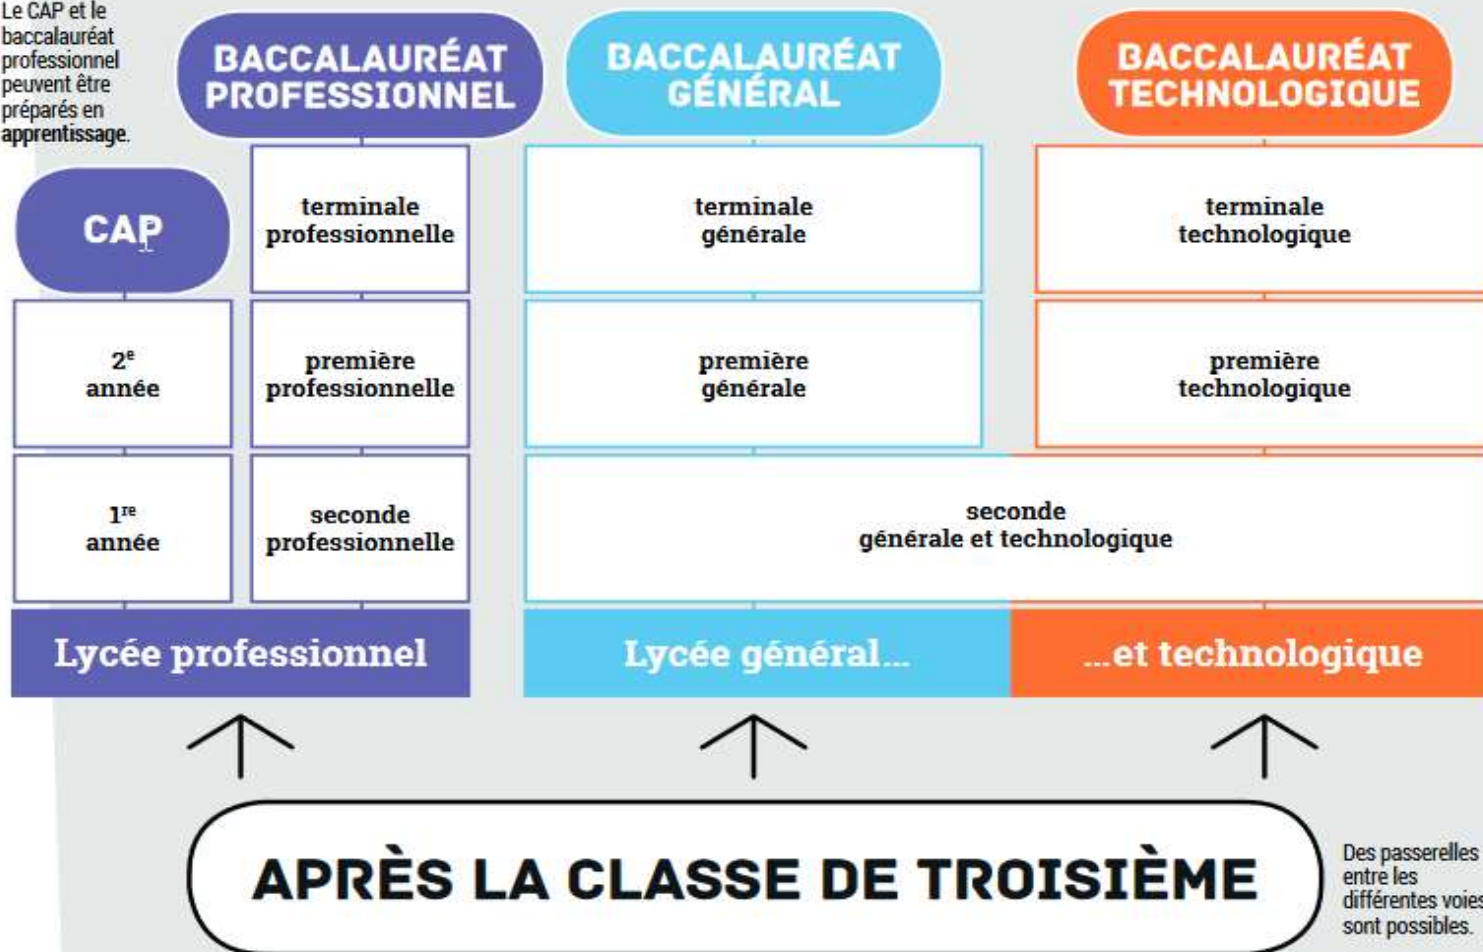 Le CAP et le
baccalauréat
professionnel
peuvent être
préparés en
apprentissage.
BACCALAURÉAT
PROFESSIONNEL
BACCALAURÉAT
GÉNÉRAL
BACCALAURÉAT
TECHNOLOGIQUE
CAP
terminale
professionnelle
terminale
générale
terminale
technologique
2e
année
première
professionnelle
première
générale
première
technologique
1re
année
seconde
professionnelle
seconde
générale et technologique
Lycée professionnel
Lycée général...
...et technologique
APRÈS LA CLASSE DE TROISIÈME
Des passerelles
entre les
différentes voies
sont possibles.